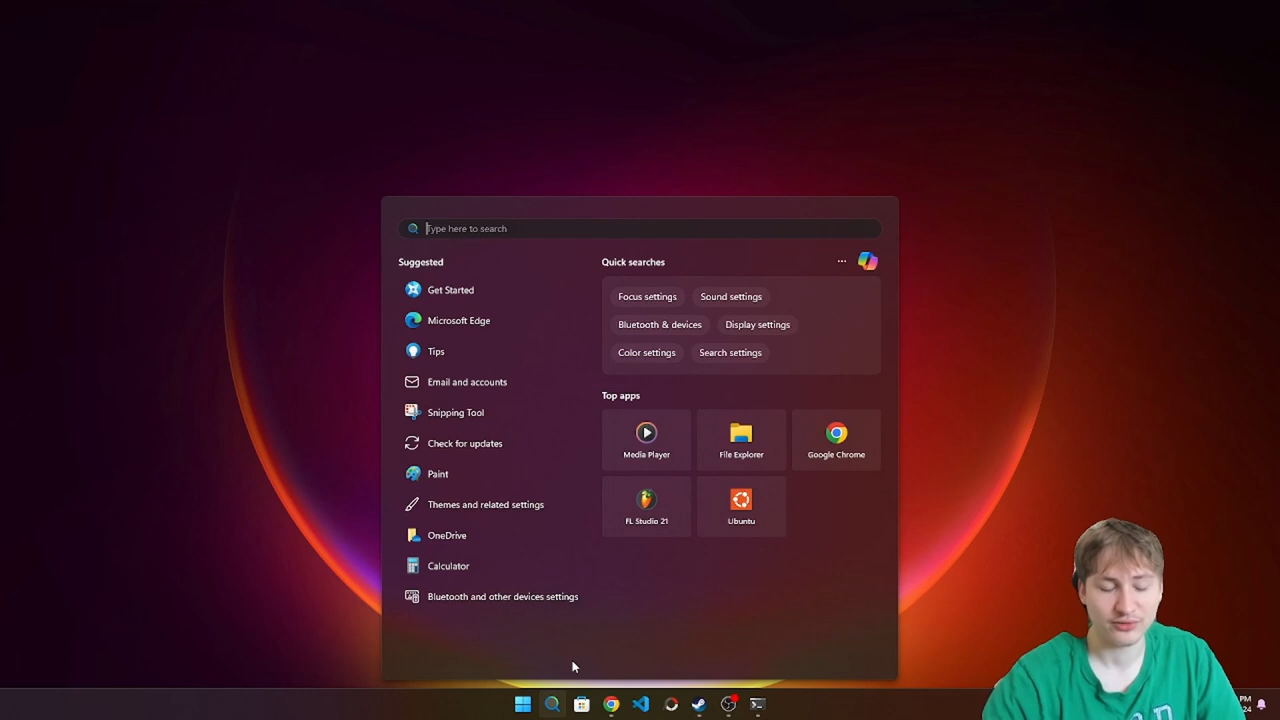 Type here to search
Suggested
Get Started
Microsoft Edge
Tips
Email and accounts
Snipping Tool
Check for updates
Paint
Themes and related settings
OneDrive
Calculator
Bluetooth and other devices settings
Quick searches
Focus settings
Sound settings
Bluetooth & devices
Display settings
Color settings
Search settings
Top apps
Media Player
File Explorer
Google Chrome
FL Studio 21
Ubuntu
PM
24